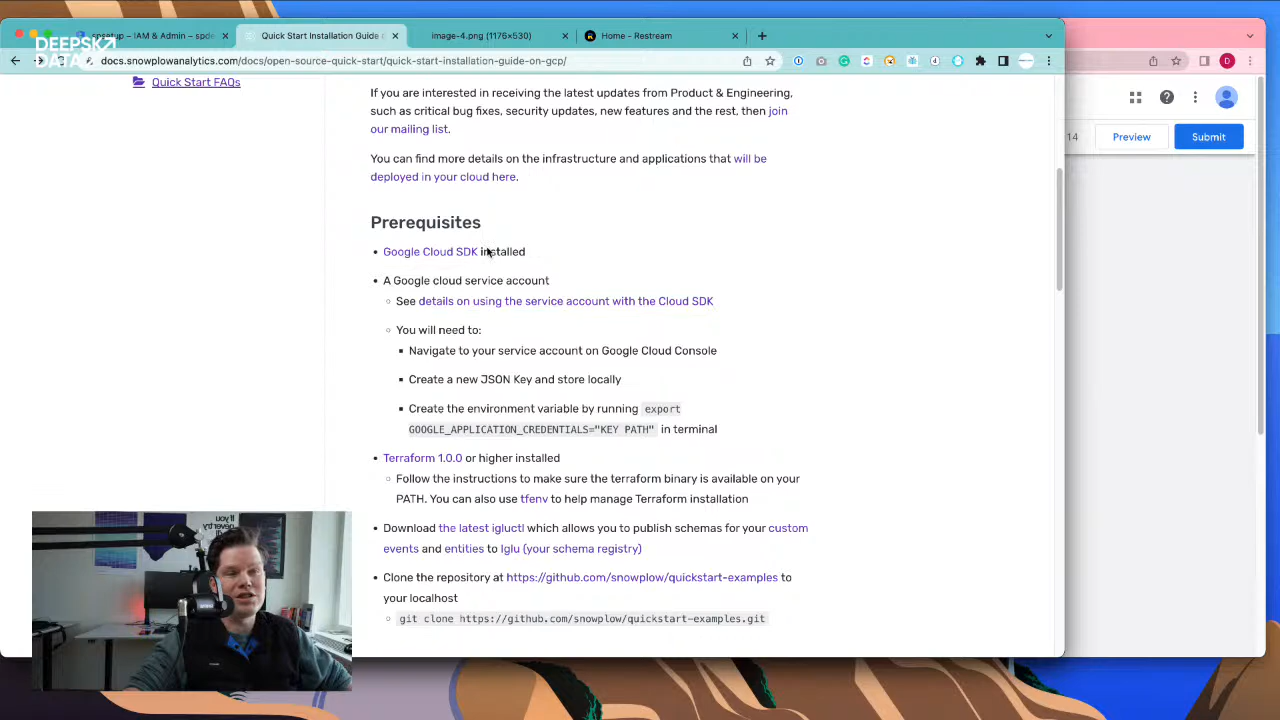 spsetup – IAM & Admin – spde
Quick Start Installation Guide
image-4.png (1176×530)
Home - Restream
DEEPSKY
DATA
docs.snowplowanalytics.com/docs/open-source-quick-start/quick-start-installation-guide-on-gcp/
Quick Start FAQs
If you are interested in receiving the latest updates from Product & Engineering,
such as critical bug fixes, security updates, new features and the rest, then join
our mailing list.
You can find more details on the infrastructure and applications that will be
deployed in your cloud here.
Prerequisites
• Google Cloud SDK installed
• A Google cloud service account
◦ See details on using the service account with the Cloud SDK
◦ You will need to:
▪ Navigate to your service account on Google Cloud Console
▪ Create a new JSON Key and store locally
▪ Create the environment variable by running export
GOOGLE_APPLICATION_CREDENTIALS="KEY PATH" in terminal
• Terraform 1.0.0 or higher installed
◦ Follow the instructions to make sure the terraform binary is available on your
PATH. You can also use tfenv to help manage Terraform installation
• Download the latest igluctl which allows you to publish schemas for your custom
events and entities to Iglu (your schema registry)
• Clone the repository at https://github.com/snowplow/quickstart-examples to
your localhost
◦ git clone https://github.com/snowplow/quickstart-examples.git
D
14
Preview
Submit